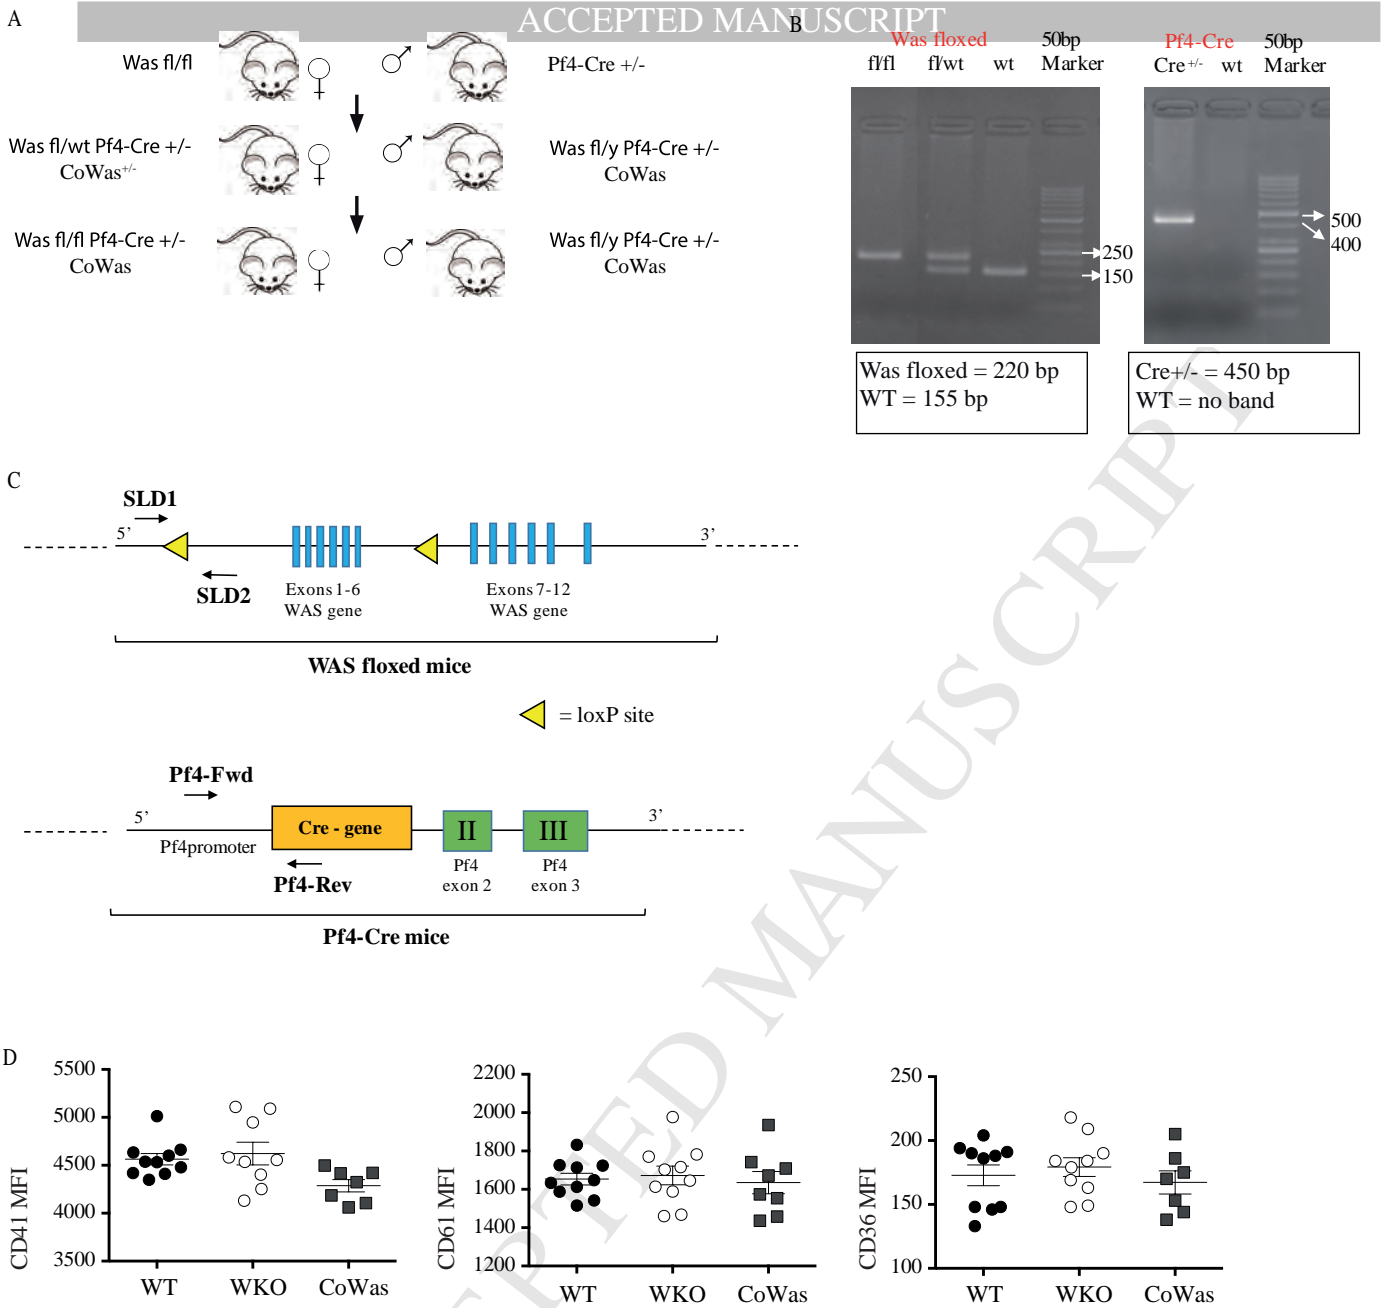 ACCEPTED MANUSCRIPT
A
Was fl/fl
Pf4-Cre +/-
Was fl/wt Pf4-Cre +/-
CoWas+/-
Was fl/y Pf4-Cre +/-
CoWas
Was fl/fl Pf4-Cre +/-
CoWas
Was fl/y Pf4-Cre +/-
CoWas
B
Was floxed
fl/fl fl/wt wt
50bp
Marker
250
150
Was floxed = 220 bp
WT = 155 bp
Pf4-Cre
Cre+/- wt
50bp
Marker
500
400
Cre+/- = 450 bp
WT = no band
C
SLD1
5’
3’
SLD2
Exons 1-6
WAS gene
Exons 7-12
WAS gene
WAS floxed mice
= loxP site
Pf4-Fwd
5’
3’
Pf4promoter
Cre - gene
II
III
Pf4-Rev
Pf4
exon 2
Pf4
exon 3
Pf4-Cre mice
D
CD41 MFI
5500
5000
4500
4000
3500
WT WKO CoWas
CD61 MFI
2200
2000
1800
1600
1400
1200
WT WKO CoWas
CD36 MFI
250
200
150
100
WT WKO CoWas
ACCEPTED MANUSCRIPT